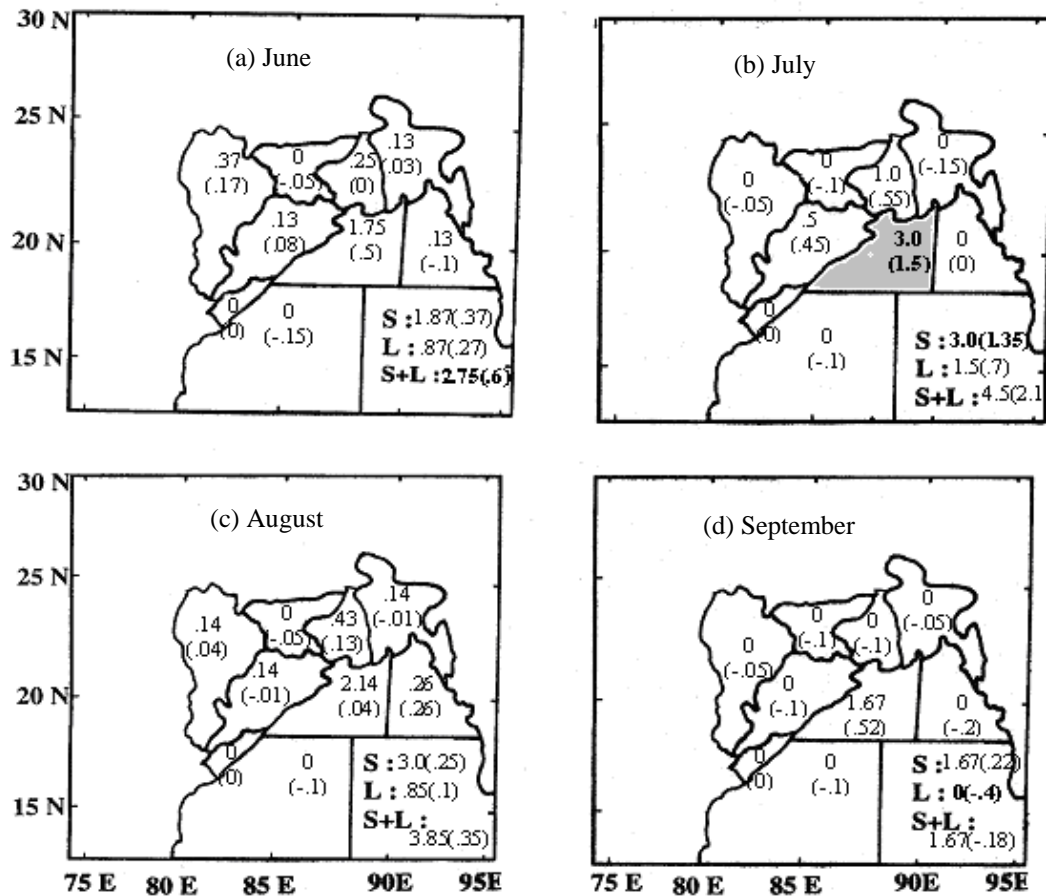 30 N
25 N
20 N
15 N
(a) June
.37
(.17)
0
(-.05)
.25
(0)
.13
(.03)
.13
(.08)
1.75
(.5)
.13
(-.1)
0
(0)
0
(-.15)
S :1.87(.37)
L : .87(.27)
S+L :2.75(.6)
(b) July
0
(-.05)
0
(-.1)
1.0
(.55)
0
(-.15)
.5
(.45)
3.0
(1.5)
0
(0)
0
(0)
0
(-.1)
S : 3.0(1.35)
L : 1.5(.7)
S+L : 4.5(2.1
30 N
25 N
20 N
15 N
(c) August
.14
(.04)
0
(-.05)
.43
(.13)
.14
(-.01)
.14
(-.01)
2.14
(.04)
.26
(.26)
0
(0)
0
(-.1)
S : 3.0(.25)
L : .85(.1)
S+L :
3.85(.35)
75 E 80 E 85 E 90E 95E
(d) September
0
(-.05)
0
(-.1)
0
(-.1)
0
(-.05)
0
(-.1)
1.67
(.52)
0
(-.2)
0
(0)
0
(-.1)
S :1.67(.22)
L : 0(-.4)
S+L :
1.67(-.18)
75 E 80 E 85 E 90E 95E